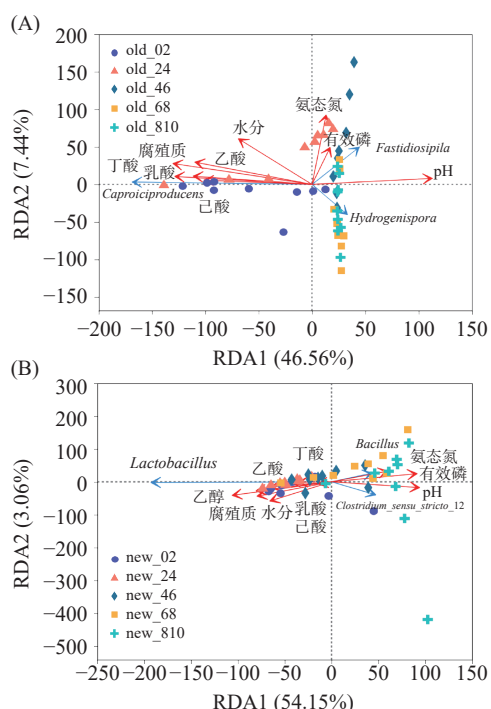 (A)
200
150
100
50
0
−50
−100
−150
RDA2 (7.44%)
old_02
old_24
old_46
old_68
old_810
氨态氮
水分
有效磷
Fastidiosipila
腐殖质
乙酸
丁酸
乳酸
pH
Caproiciproducens
己酸
Hydrogenispora
−200 −150 −100 −50 0 50 100
RDA1 (46.56%)
(B)
300
200
100
0
−100
−200
−300
−400
−500
RDA2 (3.06%)
丁酸
Bacillus
氨态氮
Lactobacillus
乙酸
有效磷
乙醇
pH
腐殖质
水分
乳酸
Clostridium_sensu_stricto_12
己酸
new_02
new_24
new_46
new_68
new_810
−250 −200 −150 −100 −50 0 50 100 150
RDA1 (54.15%)